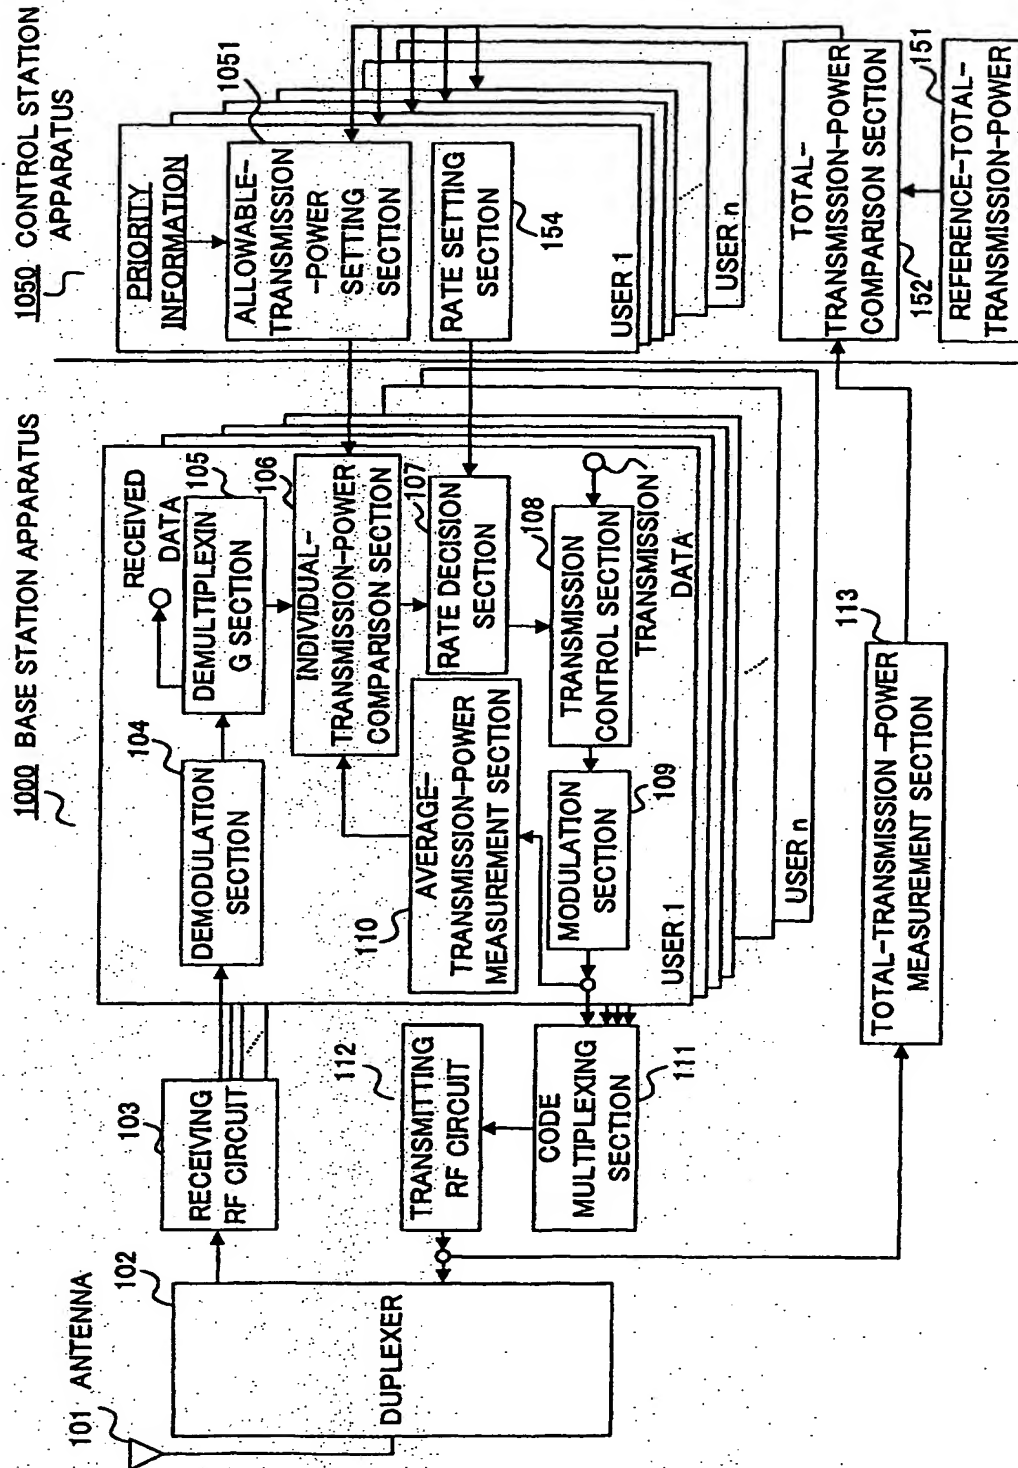 1000 BASE STATION APPARATUS
1050 CONTROL STATION
APPARATUS
101 ANTENNA
102
DUPLEXER
103
RECEIVING
RF CIRCUIT
104
DEMODULATION
SECTION
RECEIVED
DATA
105
DEMULTIPLEXIN
G SECTION
106
INDIVIDUAL-
TRANSMISSION-POWER
COMPARISON SECTION
107
RATE DECISION
SECTION
108
TRANSMISSION
CONTROL SECTION
TRANSMISSION
DATA
109
MODULATION
SECTION
110
AVERAGE-
TRANSMISSION-POWER
MEASUREMENT SECTION
USER 1
USER n
112
TRANSMITTING
RF CIRCUIT
111
CODE
MULTIPLEXING
SECTION
113
TOTAL-TRANSMISSION-POWER
MEASUREMENT SECTION
PRIORITY
INFORMATION
1051
ALLOWABLE-
TRANSMISSION
-POWER
SETTING
SECTION
RATE SETTING
SECTION
154
USER 1
USER n
TOTAL-
TRANSMISSION-POWER
COMPARISON SECTION
152
151
REFERENCE-TOTAL-
TRANSMISSION-POWER